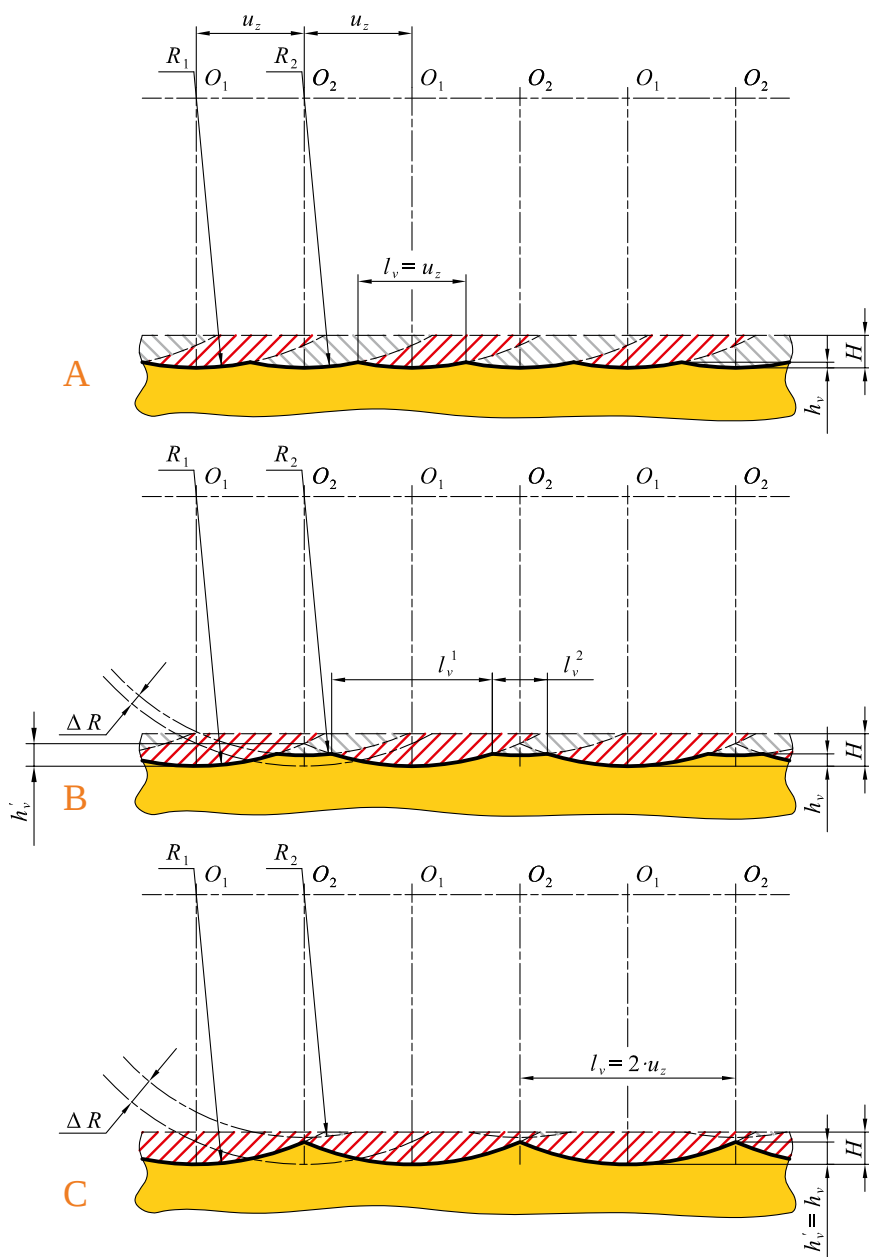 u_z u_z
R_1 O_1 R_2 O_2 O_1 O_2 O_1 O_2
l_v = u_z
A
H
h_v
R_1 O_1 R_2 O_2 O_1 O_2 O_1 O_2
l_v^1 l_v^2
Δ R
H
B
h_v'
h_v
R_1 O_1 R_2 O_2 O_1 O_2 O_1 O_2
l_v = 2·u_z
Δ R
H
C
h_v' = h_v